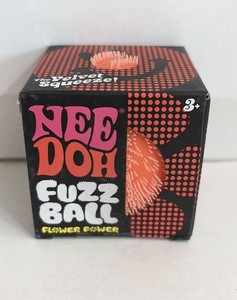 The Velvet
Squeeze!
3+
NEE
DOH
FUZZ
BALL
FLOWER POWER